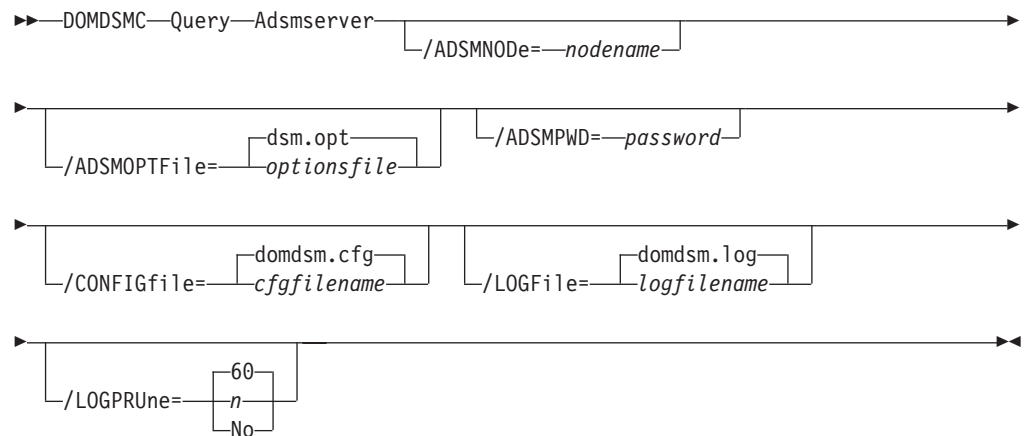 DOMDSMC Query Adsmserver
/ADSMNODe= nodename
dsm.opt
/ADSMOPTFile= optionsfile
/ADSMPWD= password
domdsm.cfg
/CONFIGfile= cfgfilename
domdsm.log
/LOGFile= logfilename
60
/LOGPRUne= n
No